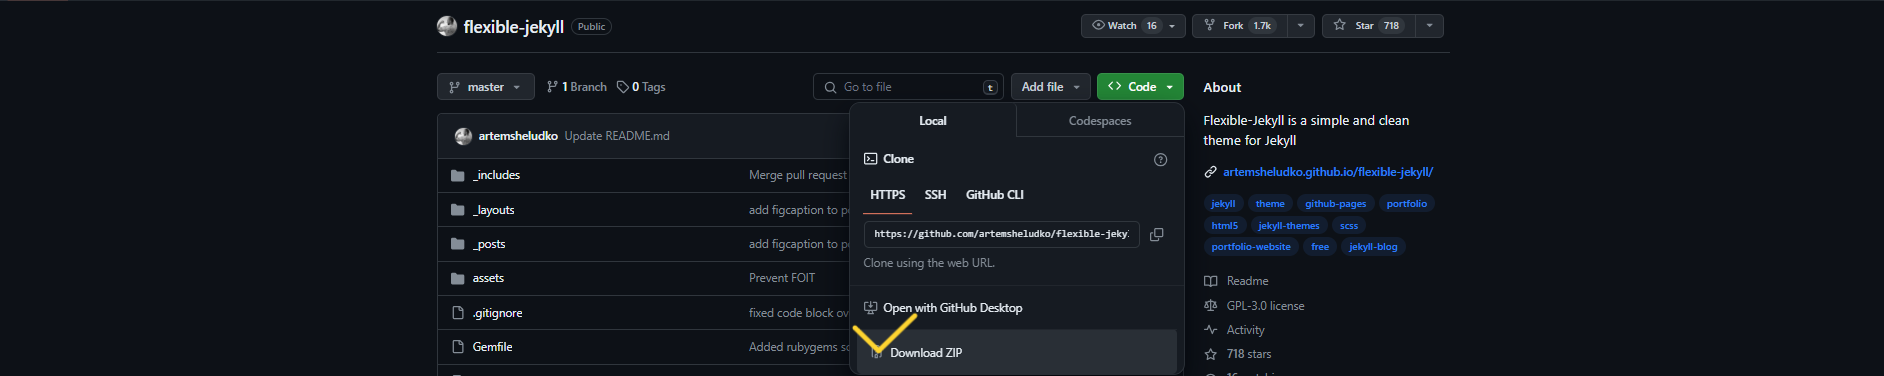 flexible-jekyll Public Watch 16 Fork 1.7k Star 718
master 1 Branch 0 Tags Go to file t Add file Code
artemsheludko Update README.md
_includes Merge pull request
_layouts add figcaption to
_posts add figcaption to
assets Prevent FOIT
.gitignore fixed code block
Gemfile Added rubygems
Local Codespaces
Clone
HTTPS SSH GitHub CLI
https://github.com/artemsheludko/flexible-jeky
Clone using the web URL.
Open with GitHub Desktop
Download ZIP
About
Flexible-Jekyll is a simple and clean
theme for Jekyll
artemsheludko.github.io/flexible-jekyll/
jekyll theme github-pages portfolio
html5 jekyll-themes scss
portfolio-website free jekyll-blog
Readme
GPL-3.0 license
Activity
718 stars